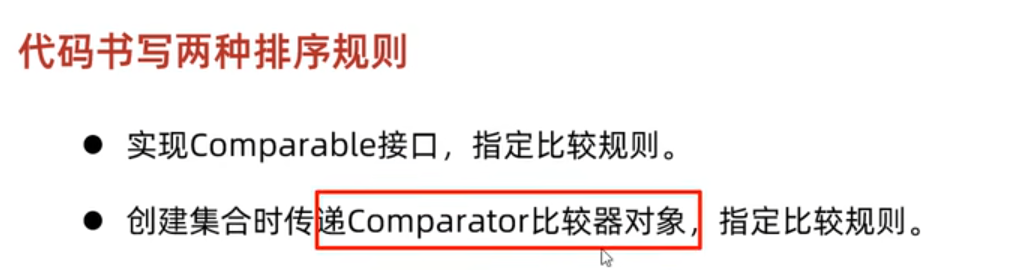 代码书写两种排序规则
● 实现Comparable接口，指定比较规则。
● 创建集合时传递Comparator比较器对象，指定比较规则。